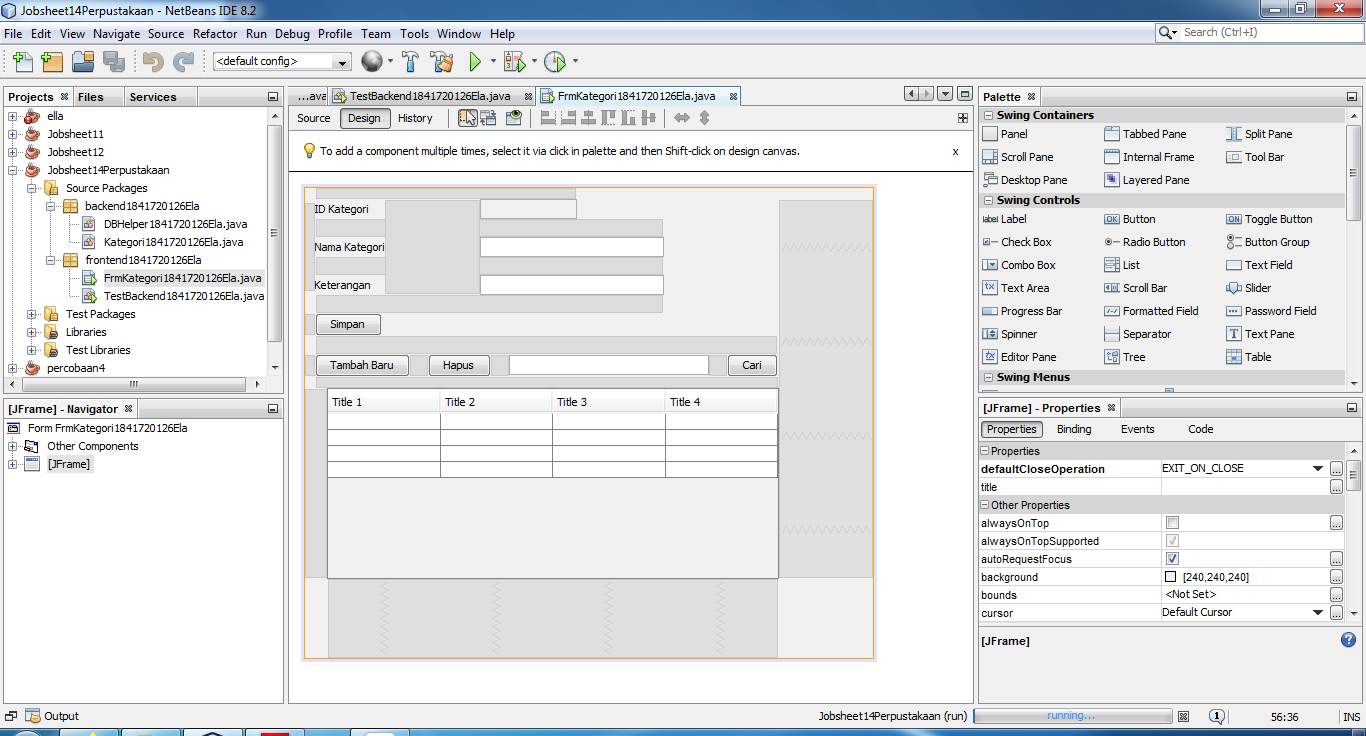 Jobsheet14Perpustakaan - NetBeans IDE 8.2
File Edit View Navigate Source Refactor Run Debug Profile Team Tools Window Help
Search (Ctrl+I)
<default config>
Projects Files Services
ella
Jobsheet11
Jobsheet12
Jobsheet14Perpustakaan
Source Packages
backend1841720126Ela
DBHelper1841720126Ela.java
Kategori1841720126Ela.java
frontend1841720126Ela
FrmKategori1841720126Ela.java
TestBackend1841720126Ela.java
Test Packages
Libraries
Test Libraries
percobaan4
[JFrame] - Navigator
Form FrmKategori1841720126Ela
Other Components
[JFrame]
...ava TestBackend1841720126Ela.java FrmKategori1841720126Ela.java
Source Design History
To add a component multiple times, select it via click in palette and then Shift-click on design canvas. x
ID Kategori
Nama Kategori
Keterangan
Simpan
Tambah Baru Hapus Cari
Title 1 Title 2 Title 3 Title 4
Palette
Swing Containers
Panel Tabbed Pane Split Pane
Scroll Pane Internal Frame Tool Bar
Desktop Pane Layered Pane
Swing Controls
label Label OK Button ON Toggle Button
Check Box Radio Button Button Group
Combo Box List Text Field
Text Area Scroll Bar Slider
Progress Bar Formatted Field Password Field
Spinner Separator T Text Pane
Editor Pane Tree Table
Swing Menus
[JFrame] - Properties
Properties Binding Events Code
Properties
defaultCloseOperation EXIT_ON_CLOSE ...
title ...
Other Properties
alwaysOnTop ...
alwaysOnTopSupported
autoRequestFocus ...
background [240,240,240] ...
bounds <Not Set> ...
cursor Default Cursor ...
[JFrame] ?
Output Jobsheet14Perpustakaan (run) running... 1 56:36 INS